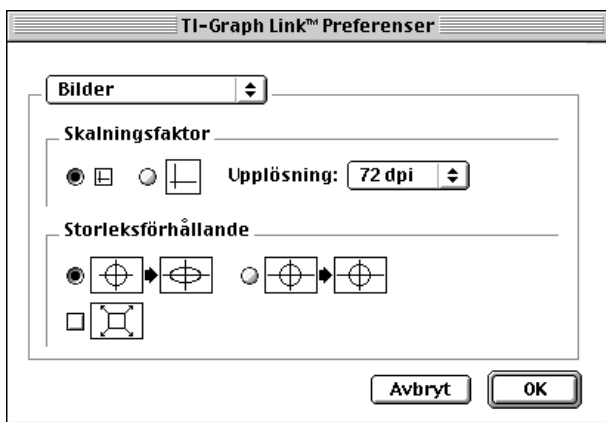 TI-Graph Link™ Preferenser
Bilder
Skalningsfaktor
Upplösning: 72 dpi
Storleksförhållande
Avbryt OK